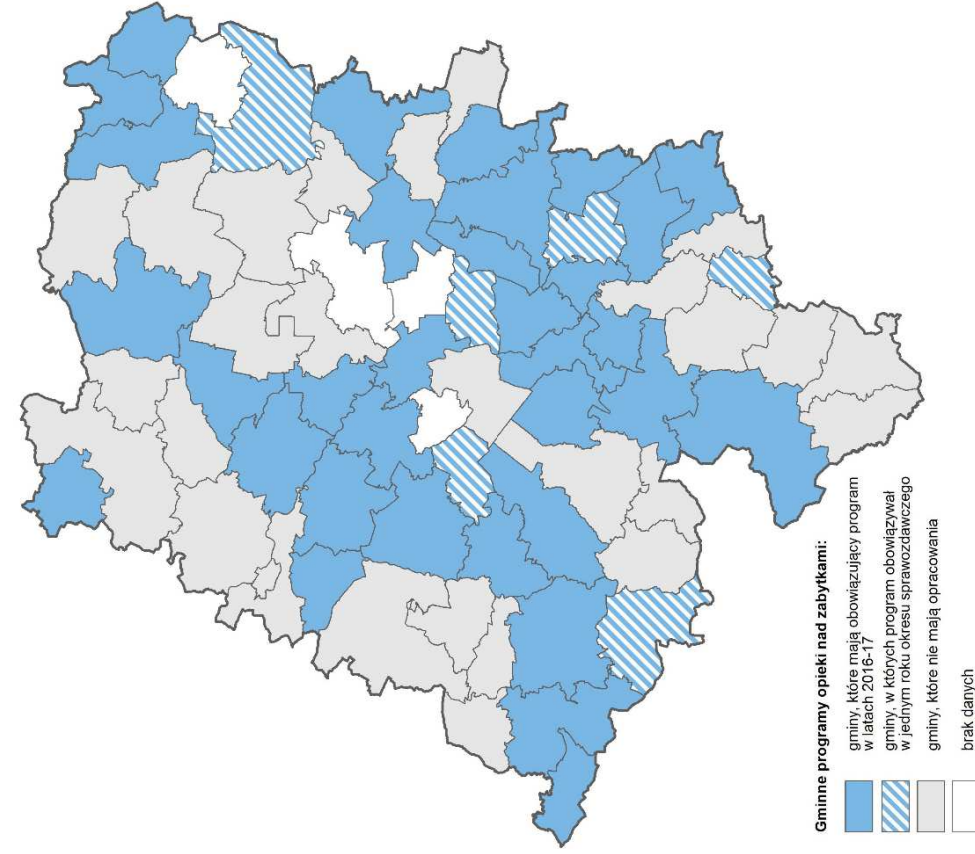 Gminne programy opieki nad zabytkami:
gminy, które mają obowiązujący program
w latach 2016-17
gminy, w których program obowiązywał
w jednym roku okresu sprawozdawczego
gminy, które nie mają opracowania
brak danych